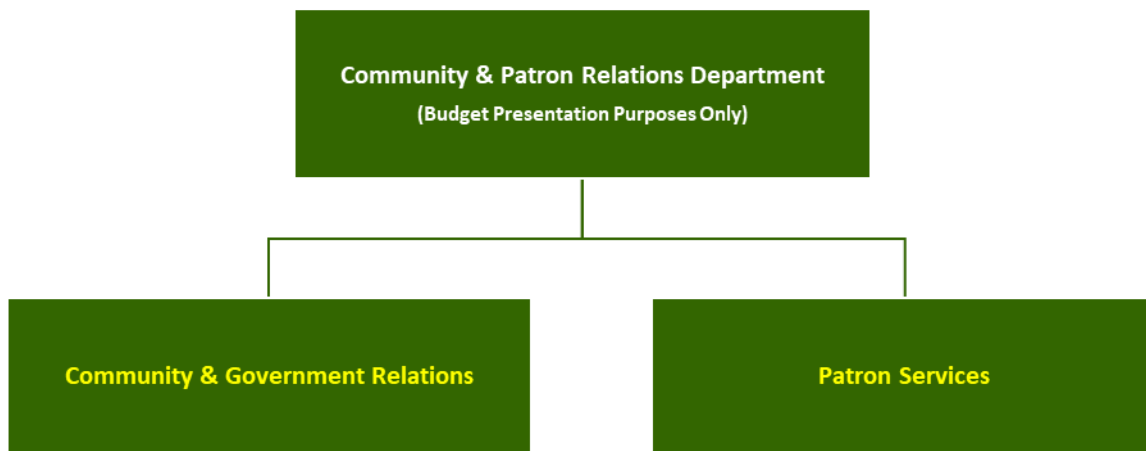 Community & Patron Relations Department
(Budget Presentation Purposes Only)
Community & Government Relations
Patron Services